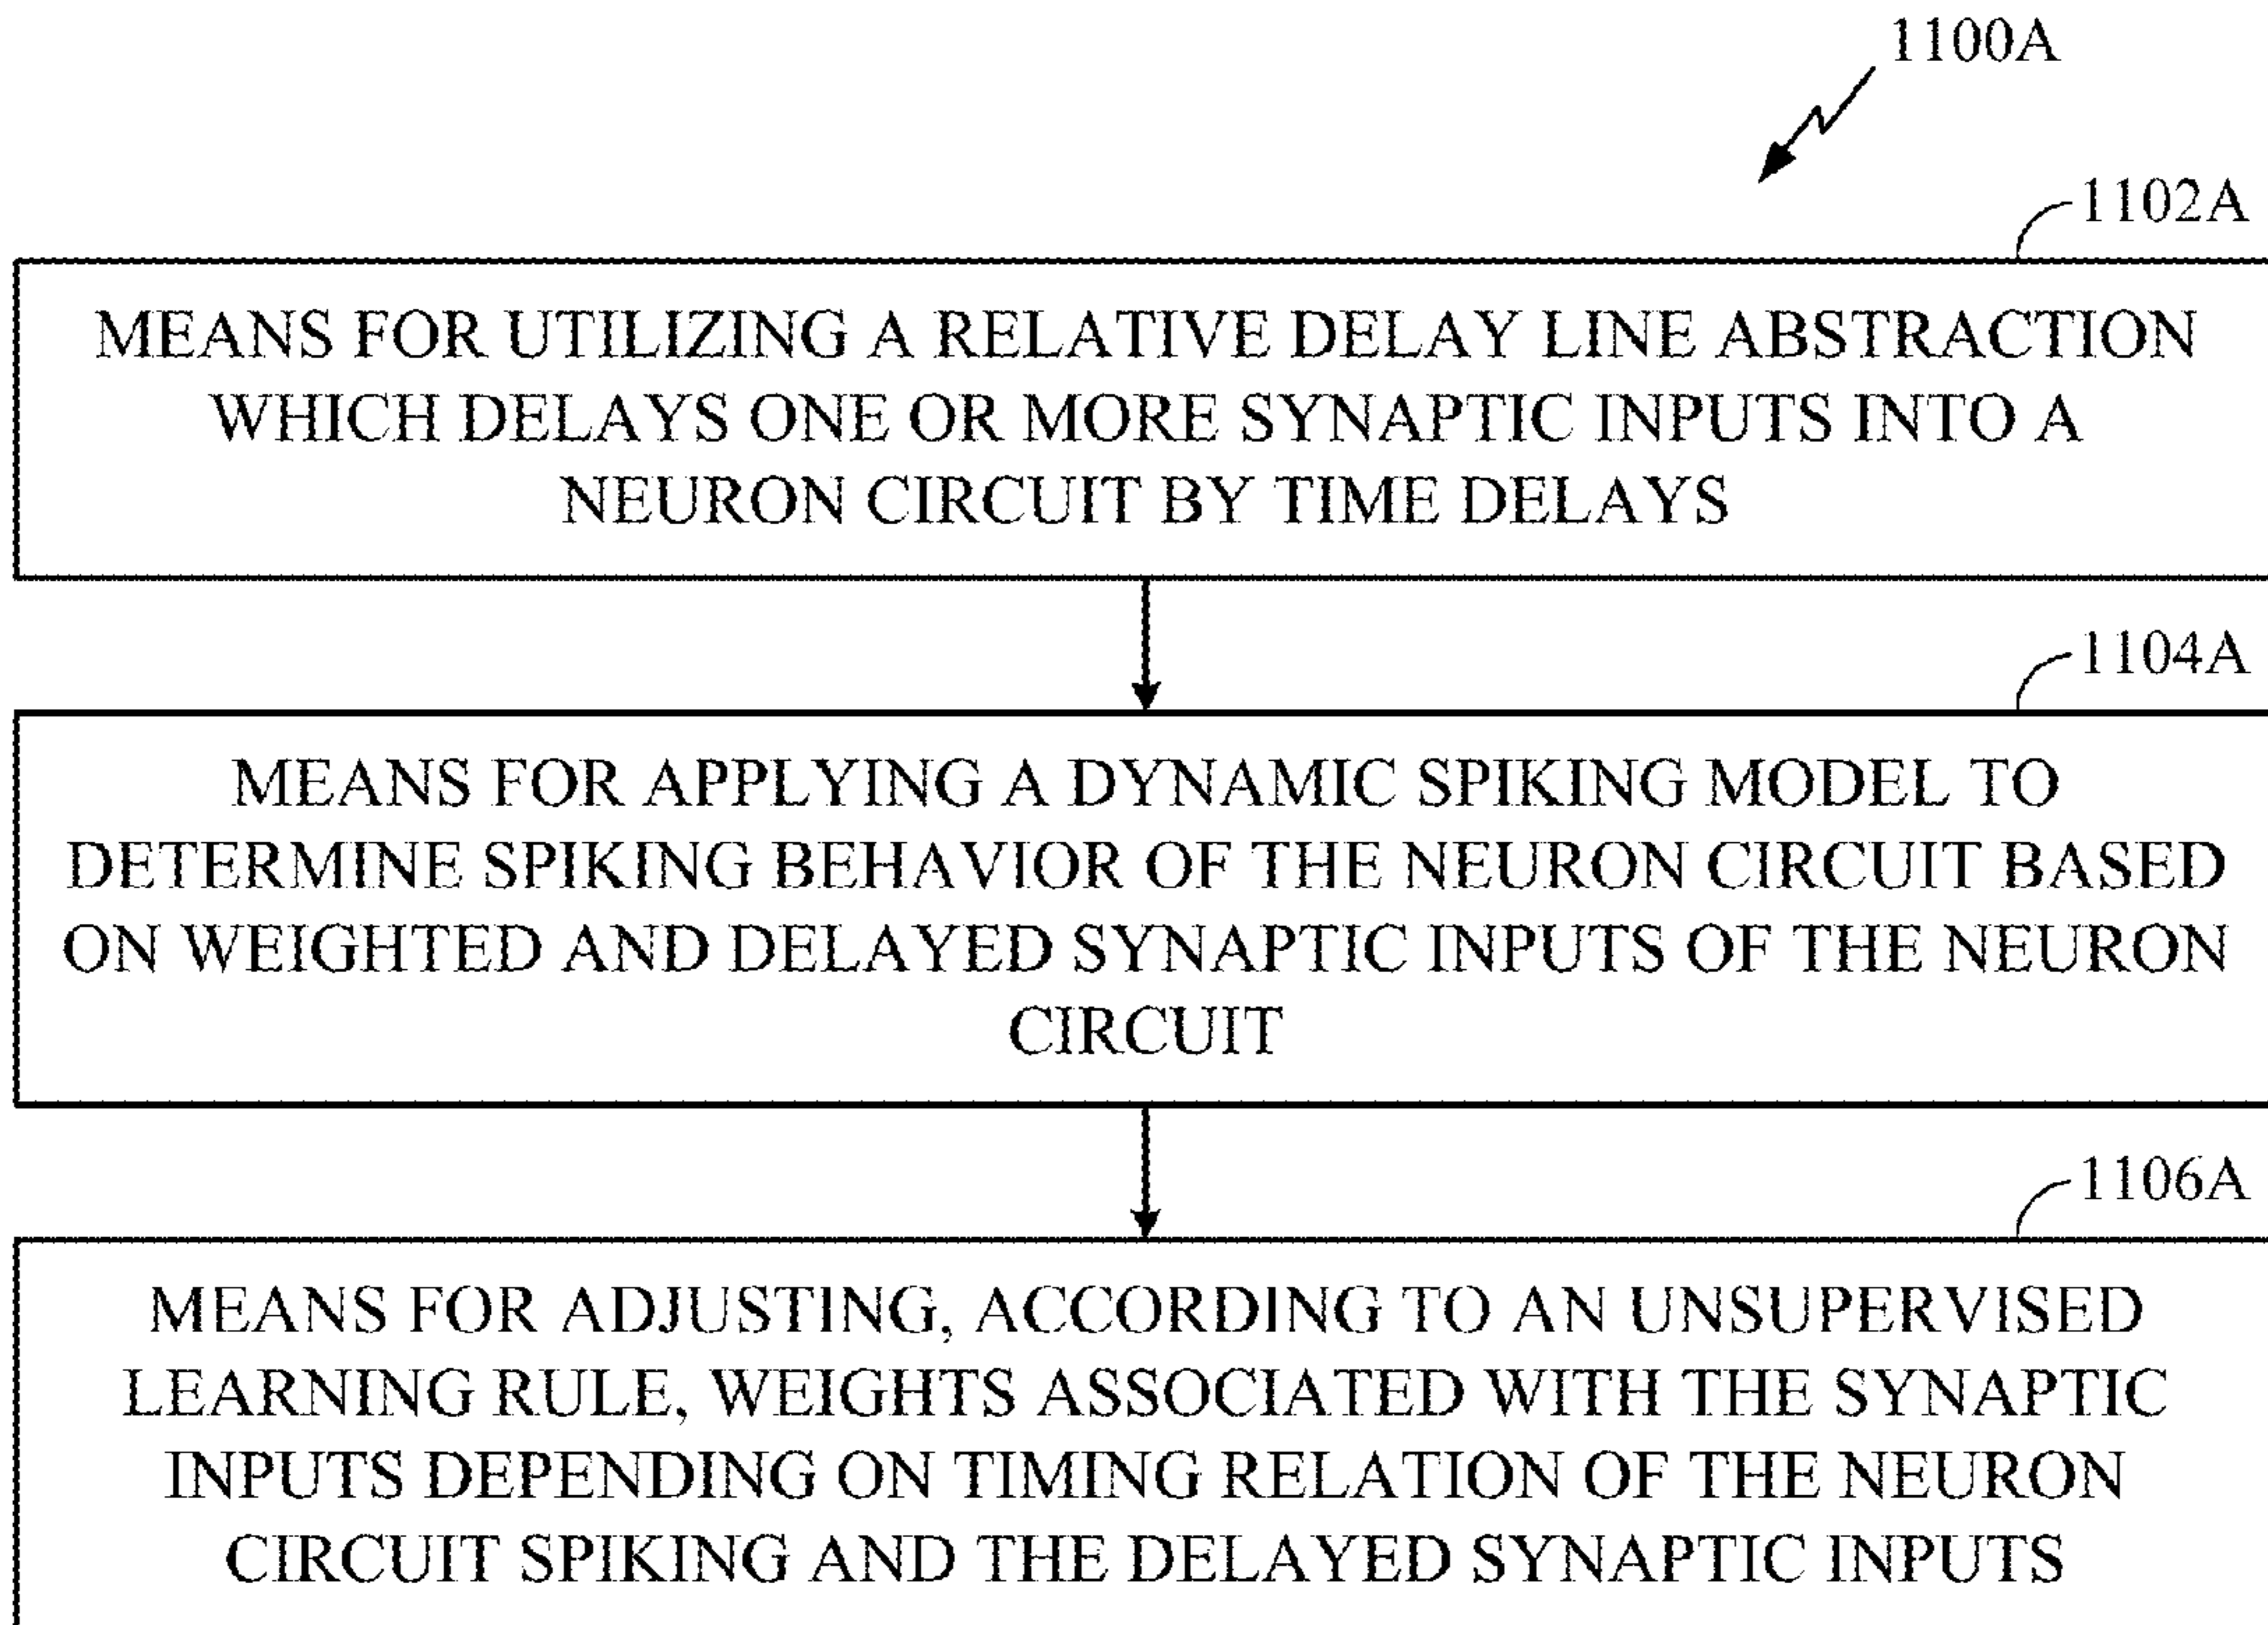 1100A
1102A
MEANS FOR UTILIZING A RELATIVE DELAY LINE ABSTRACTION
WHICH DELAYS ONE OR MORE SYNAPTIC INPUTS INTO A
NEURON CIRCUIT BY TIME DELAYS
1104A
MEANS FOR APPLYING A DYNAMIC SPIKING MODEL TO
DETERMINE SPIKING BEHAVIOR OF THE NEURON CIRCUIT BASED
ON WEIGHTED AND DELAYED SYNAPTIC INPUTS OF THE NEURON
CIRCUIT
1106A
MEANS FOR ADJUSTING, ACCORDING TO AN UNSUPERVISED
LEARNING RULE, WEIGHTS ASSOCIATED WITH THE SYNAPTIC
INPUTS DEPENDING ON TIMING RELATION OF THE NEURON
CIRCUIT SPIKING AND THE DELAYED SYNAPTIC INPUTS